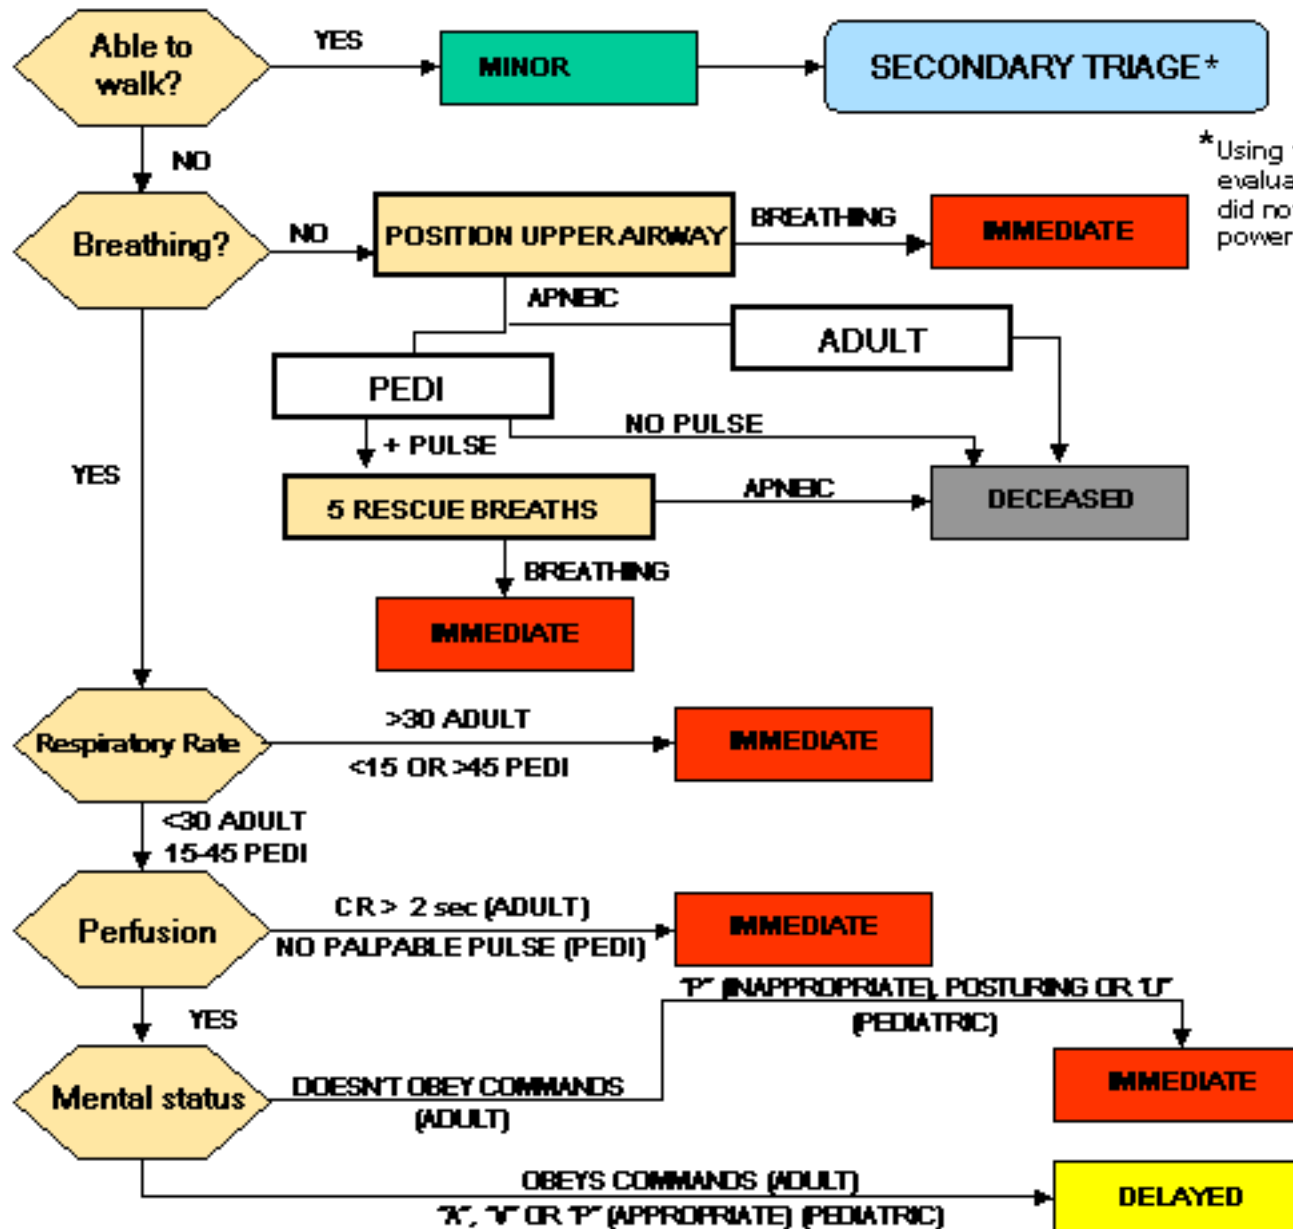 Able to
walk?
YES
MINOR
SECONDARY TRIAGE*
NO
*Using
evalua
did no
power
Breathing?
NO
POSITION UPPER AIRWAY
BREATHING
IMMEDIATE
APNEIC
ADULT
PEDI
NO PULSE
+ PULSE
YES
5 RESCUE BREATHS
APNEIC
DECEASED
BREATHING
IMMEDIATE
Respiratory Rate
>30 ADULT
<15 OR >45 PEDI
IMMEDIATE
<30 ADULT
15-45 PEDI
Perfusion
CR > 2 sec (ADULT)
NO PALPABLE PULSE (PEDI)
IMMEDIATE
YES
"P" (INAPPROPRIATE), POSTURING OR "U"
(PEDIATRIC)
Mental status
DOESN'T OBEY COMMANDS
(ADULT)
IMMEDIATE
OBEYS COMMANDS (ADULT)
"A", "V" OR "P" (APPROPRIATE) (PEDIATRIC)
DELAYED